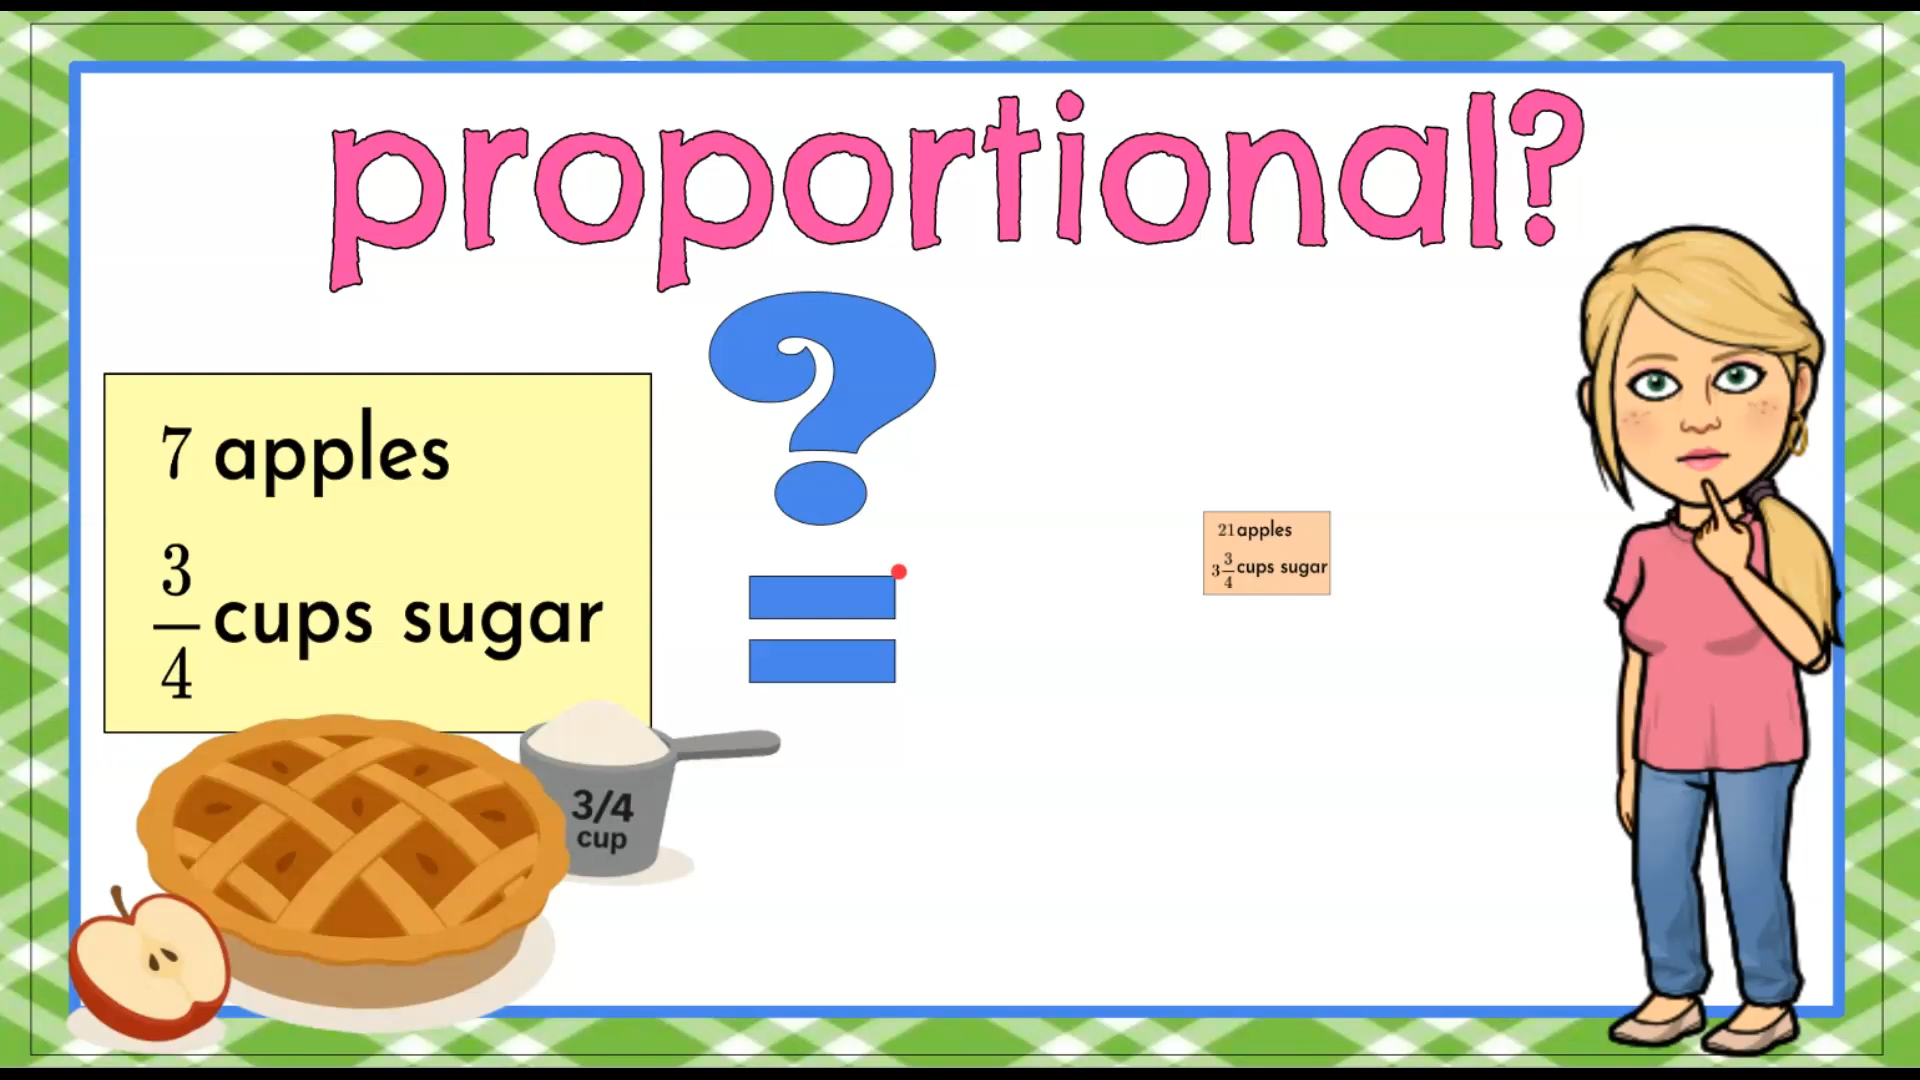 proportional?
7 apples
3/4 cups sugar
21 apples
3 3/4 cups sugar
3/4
cup